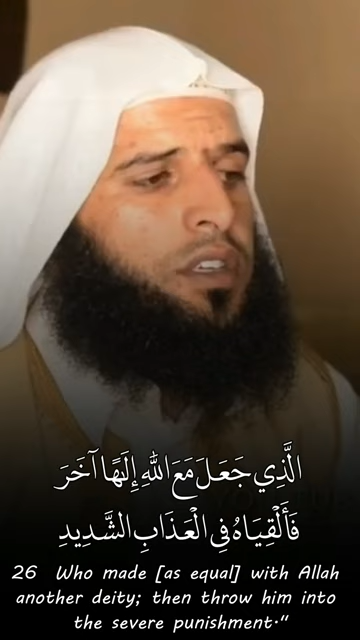 الَّذِي جَعَلَ مَعَ اللَّهِ إِلَٰهًا آخَرَ
فَأَلْقِيَاهُ فِي الْعَذَابِ الشَّدِيدِ
26 Who made [as equal] with Allah
another deity; then throw him into
the severe punishment."